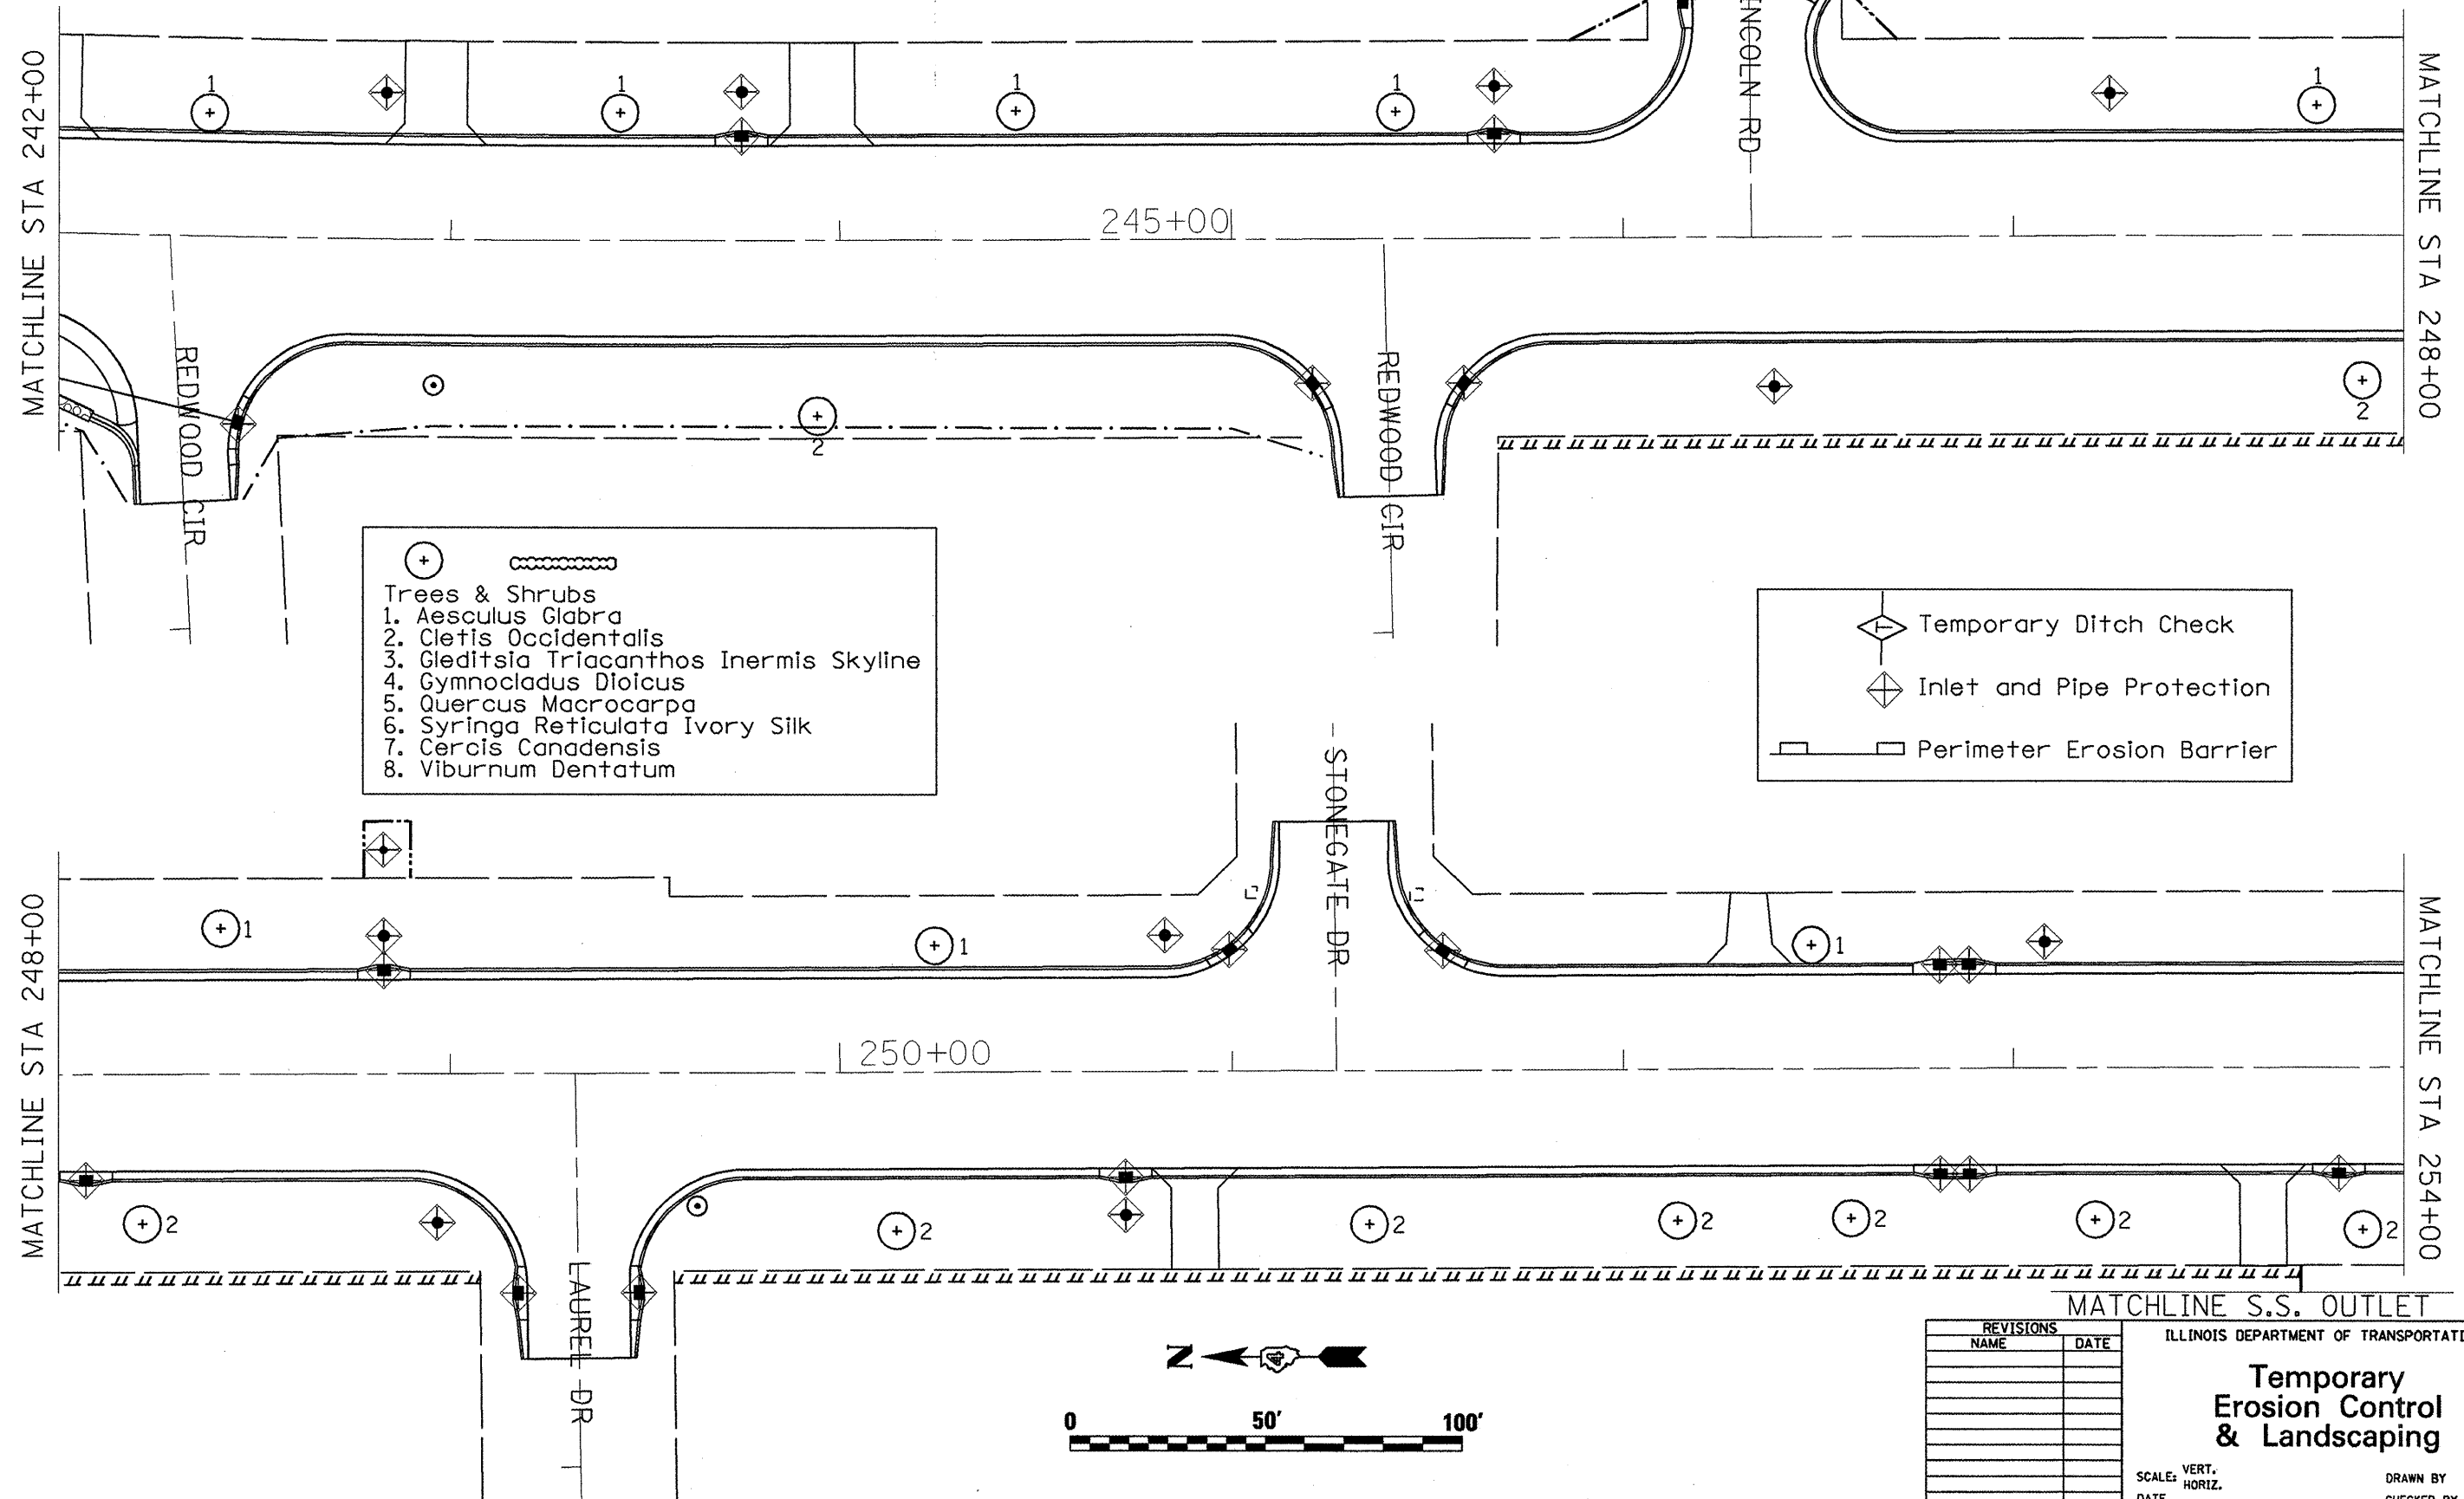 MATCHLINE STA 242+00
1
1
1
1
INCOLN RD
1
MATCHLINE STA 248+00
245+00
REDWOOD CIR
2
REDWOOD CIR
2
Trees & Shrubs
1. Aesculus Glabra
2. Cletis Occidentalis
3. Gleditsia Triacanthos Inermis Skyline
4. Gymnocladus Dioicus
5. Quercus Macrocarpa
6. Syringa Reticulata Ivory Silk
7. Cercis Canadensis
8. Viburnum Dentatum
Temporary Ditch Check
Inlet and Pipe Protection
Perimeter Erosion Barrier
MATCHLINE STA 248+00
1
1
STONEGATE DR
1
MATCHLINE STA 254+00
250+00
2
LAUREL DR
2
2
2
2
2
2
MATCHLINE S.S. OUTLET
N
0 50' 100'
REVISIONS
NAME DATE
ILLINOIS DEPARTMENT OF TRANSPORTATI
Temporary
Erosion Control
& Landscaping
SCALE: VERT.
HORIZ.
DATE
DRAWN BY
CHECKED BY